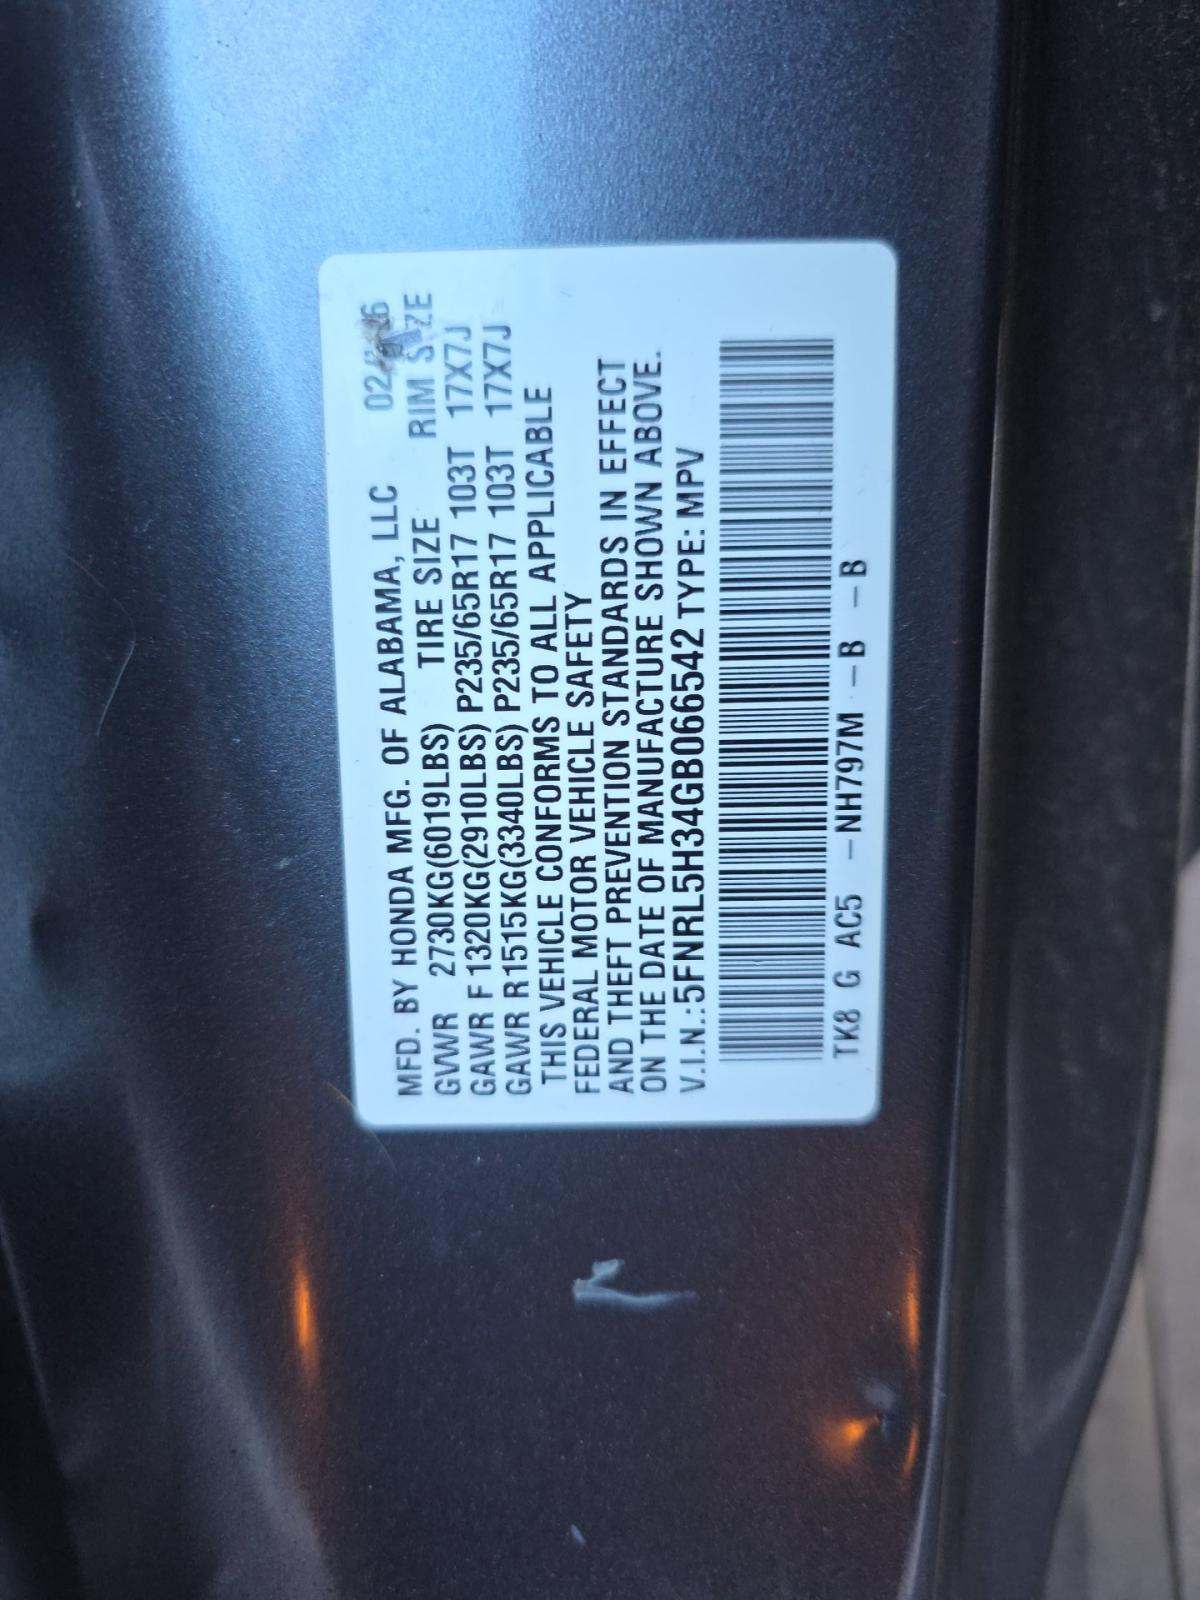 MFD. BY HONDA MFG. OF ALABAMA, LLC
GVWR 2730KG(6019LBS) TIRE SIZE RIM SIZE
GAWR F 1320KG(2910LBS) P235/65R17 103T 17X7J
GAWR R1515KG(3340LBS) P235/65R17 103T 17X7J
THIS VEHICLE CONFORMS TO ALL APPLICABLE
FEDERAL MOTOR VEHICLE SAFETY
AND THEFT PREVENTION STANDARDS IN EFFECT
ON THE DATE OF MANUFACTURE SHOWN ABOVE.
V.I.N.:5FNRL5H34GB066542 TYPE: MPV
TK8 G AC5 -NH797M -B -B